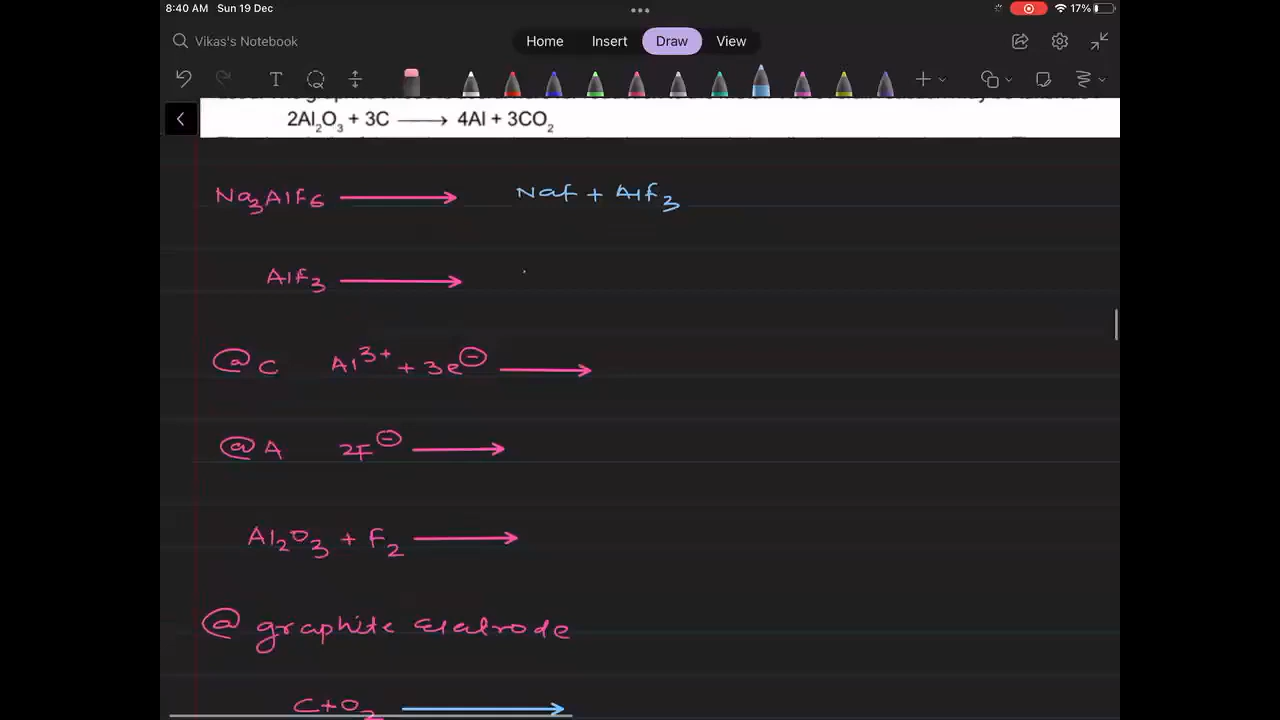 8:40 AM Sun 19 Dec
17%
Vikas's Notebook
Home Insert Draw View
2Al₂O₃ + 3C ⟶ 4Al + 3CO₂
Na₃AlF₆ ⟶ Naf + Alf₃
Alf₃ ⟶
@ C Al³⁺ + 3e⊖ ⟶
@ A 2F⊖ ⟶
Al₂O₃ + F₂ ⟶
@ graphite Elatrode
C+O₂ ⟶